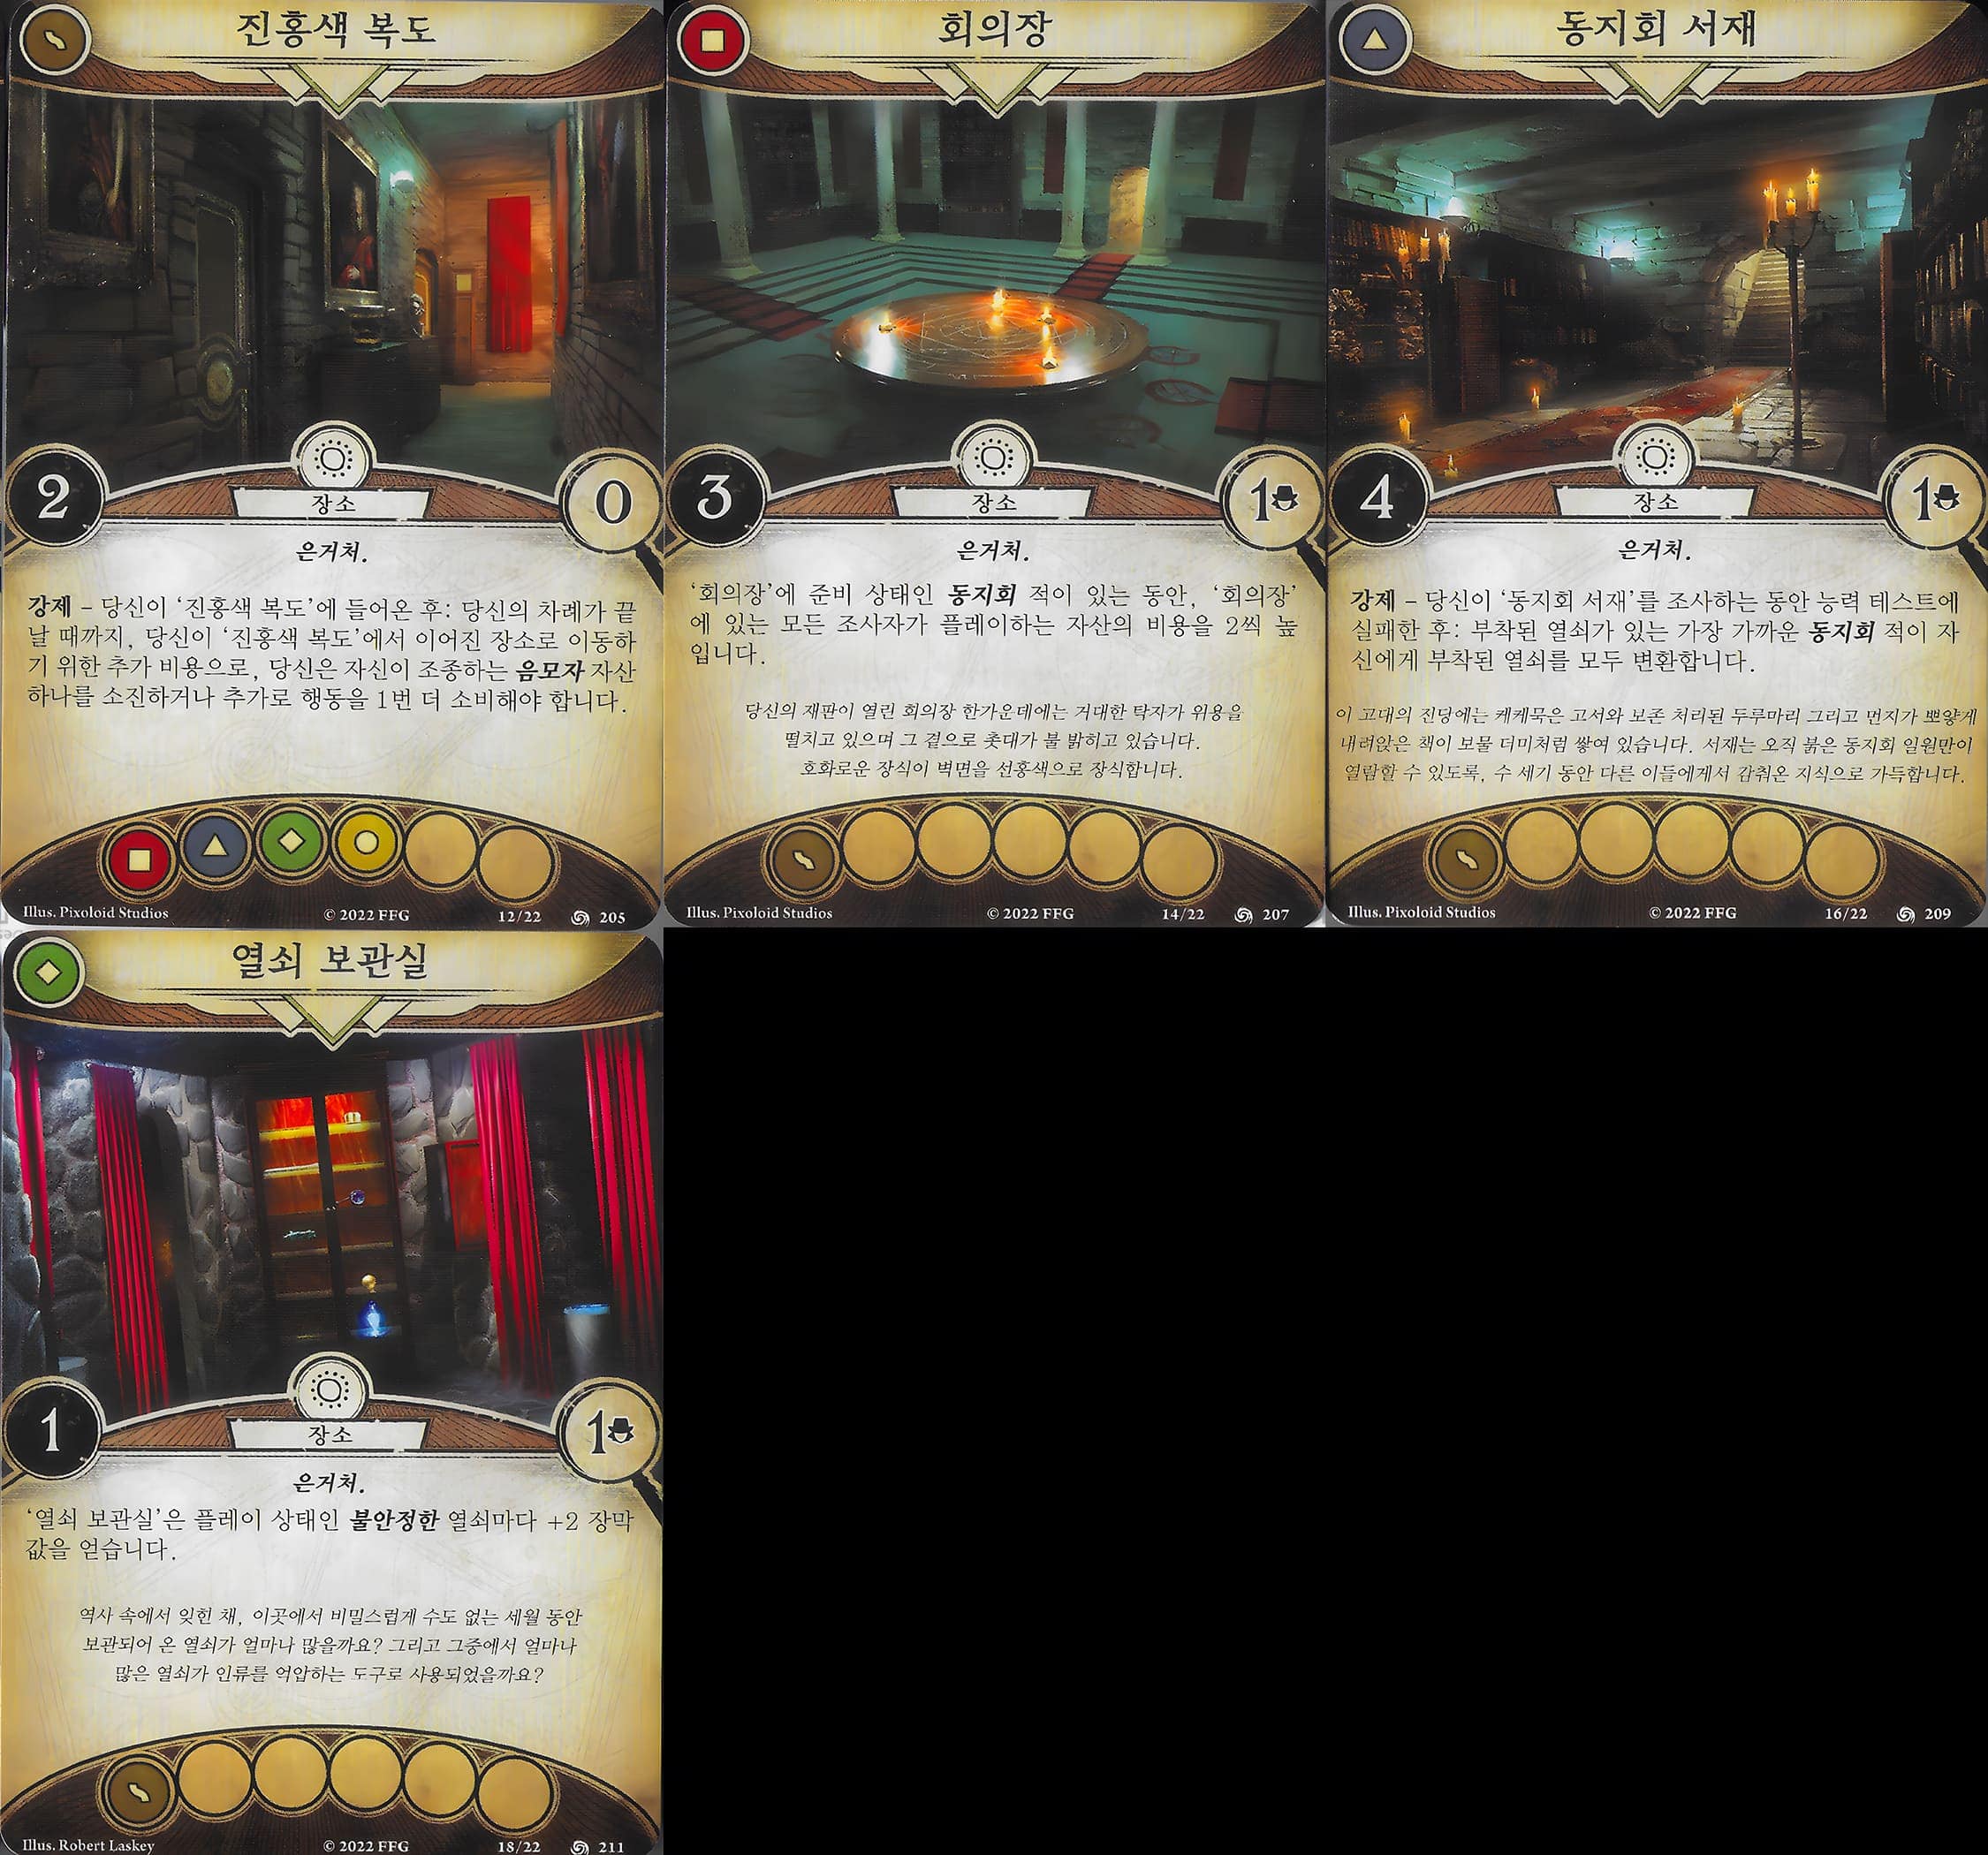 진홍색 복도
2
장소
0
은거처.
강제 – 당신이 ‘진홍색 복도’에 들어온 후: 당신의 차례가 끝
날 때까지, 당신이 ‘진홍색 복도’에서 이어진 장소로 이동하
기 위한 추가 비용으로, 당신은 자신이 조종하는 음모자 자산
하나를 소진하거나 추가로 행동을 1번 더 소비해야 합니다.
Illus. Pixoloid Studios © 2022 FFG 12/22 205
회의장
3
장소
1
은거처.
‘회의장’에 준비 상태인 동지회 적이 있는 동안, ‘회의장’
에 있는 모든 조사자가 플레이하는 자산의 비용을 2씩 높
입니다.
당신의 재판이 열린 회의장 한가운데에는 거대한 탁자가 위용을
떨치고 있으며 그 곁으로 촛대가 불 밝히고 있습니다.
호화로운 장식이 벽면을 선홍색으로 장식합니다.
Illus. Pixoloid Studios © 2022 FFG 14/22 207
동지회 서재
4
장소
1
은거처.
강제 – 당신이 ‘동지회 서재’를 조사하는 동안 능력 테스트에
실패한 후: 부착된 열쇠가 있는 가장 가까운 동지회 적이 자
신에게 부착된 열쇠를 모두 변환합니다.
이 고대의 진당에는 케케묵은 고서와 보존 처리된 두루마리 그리고 먼지가 뽀얗게
내려앉은 책이 보물 더미처럼 쌓여 있습니다. 서재는 오직 붉은 동지회 일원만이
열람할 수 있도록, 수 세기 동안 다른 이들에게서 감춰온 지식으로 가득합니다.
Illus. Pixoloid Studios © 2022 FFG 16/22 209
열쇠 보관실
1
장소
1
은거처.
‘열쇠 보관실’은 플레이 상태인 불안정한 열쇠마다 +2 장막
값을 얻습니다.
역사 속에서 잊힌 채, 이곳에서 비밀스럽게 수도 없는 세월 동안
보관되어 온 열쇠가 얼마나 많을까요? 그리고 그중에서 얼마나
많은 열쇠가 인류를 억압하는 도구로 사용되었을까요?
Illus. Robert Laskey © 2022 FFG 18/22 211